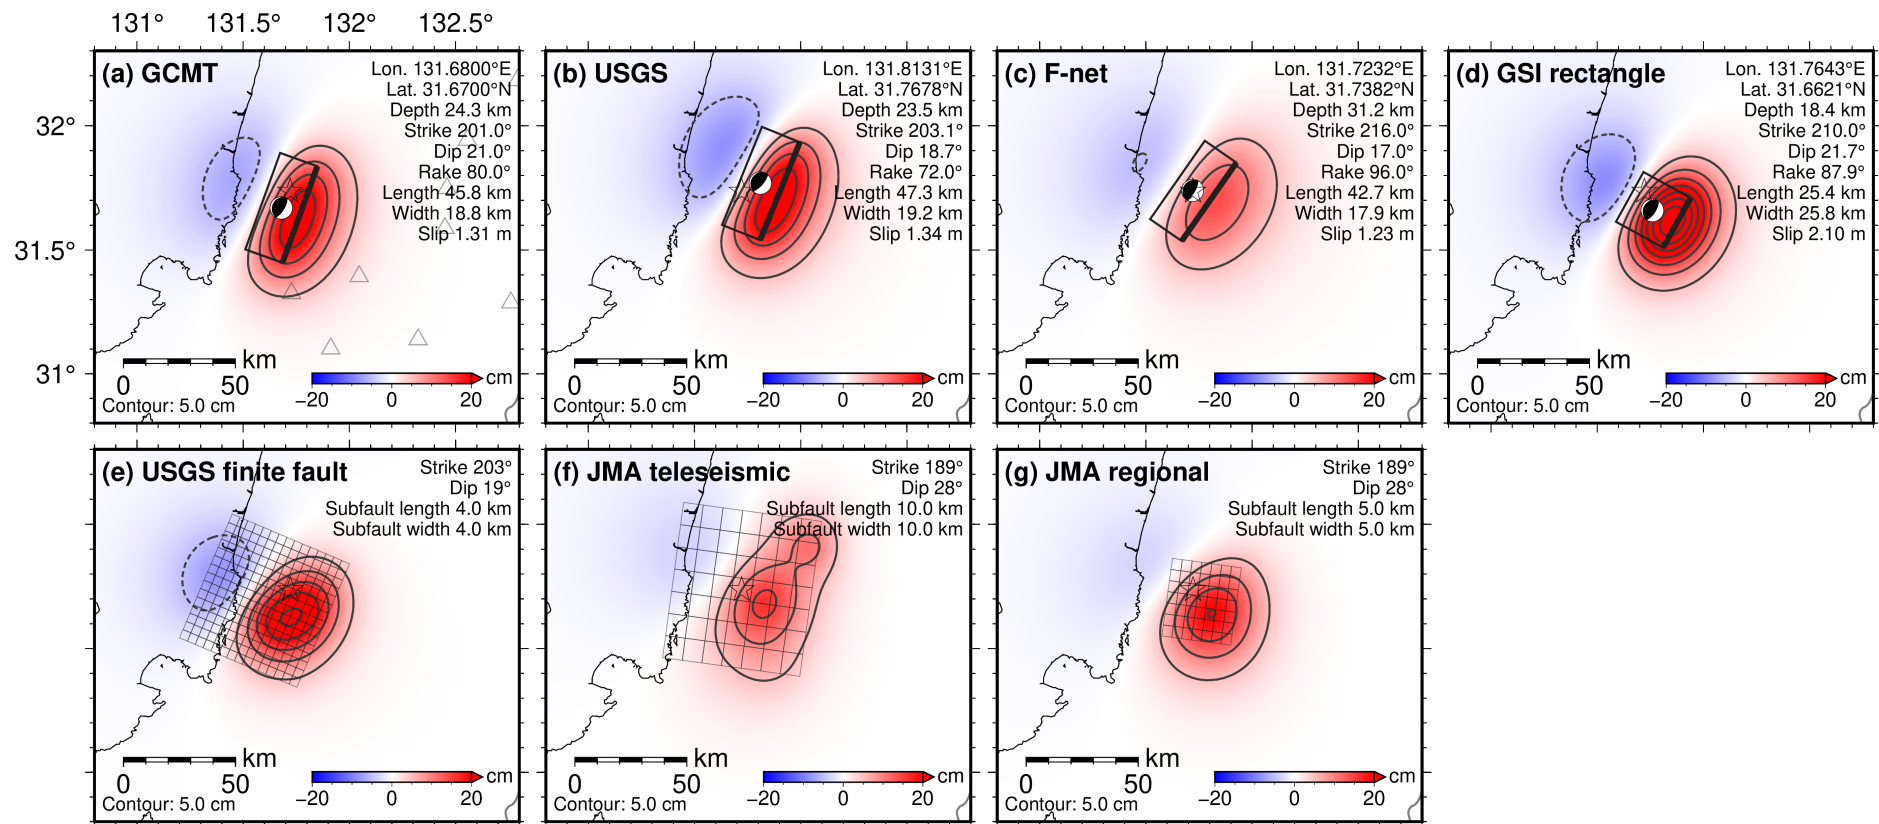 131° 131.5° 132° 132.5°
(a) GCMT
Lon. 131.6800°E
Lat. 31.6700°N
Depth 24.3 km
Strike 201.0°
Dip 21.0°
Rake 80.0°
Length 45.8 km
Width 18.8 km
Slip 1.31 m
32°
31.5°
31°
km
0 50
Contour: 5.0 cm
cm
−20 0 20
(b) USGS
Lon. 131.8131°E
Lat. 31.7678°N
Depth 23.5 km
Strike 203.1°
Dip 18.7°
Rake 72.0°
Length 47.3 km
Width 19.2 km
Slip 1.34 m
km
0 50
Contour: 5.0 cm
cm
−20 0 20
(c) F-net
Lon. 131.7232°E
Lat. 31.7382°N
Depth 31.2 km
Strike 216.0°
Dip 17.0°
Rake 96.0°
Length 42.7 km
Width 17.9 km
Slip 1.23 m
km
0 50
Contour: 5.0 cm
cm
−20 0 20
(d) GSI rectangle
Lon. 131.7643°E
Lat. 31.6621°N
Depth 18.4 km
Strike 210.0°
Dip 21.7°
Rake 87.9°
Length 25.4 km
Width 25.8 km
Slip 2.10 m
km
0 50
Contour: 5.0 cm
cm
−20 0 20
(e) USGS finite fault
Strike 203°
Dip 19°
Subfault length 4.0 km
Subfault width 4.0 km
km
0 50
Contour: 5.0 cm
cm
−20 0 20
(f) JMA teleseismic
Strike 189°
Dip 28°
Subfault length 10.0 km
Subfault width 10.0 km
km
0 50
Contour: 5.0 cm
cm
−20 0 20
(g) JMA regional
Strike 189°
Dip 28°
Subfault length 5.0 km
Subfault width 5.0 km
km
0 50
Contour: 5.0 cm
cm
−20 0 20